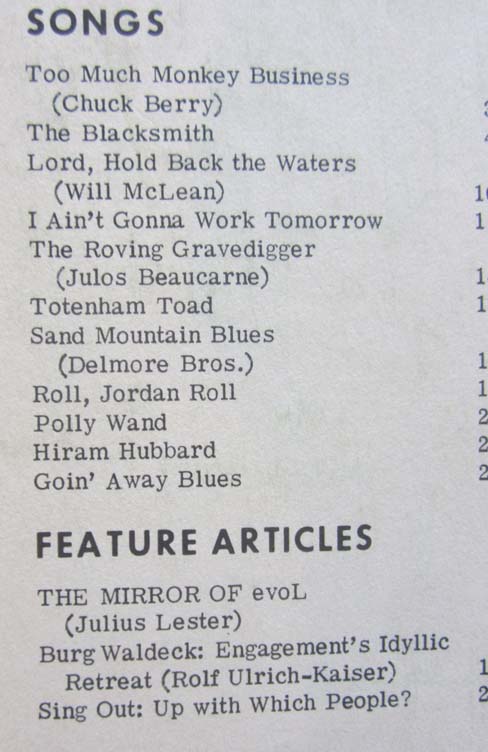 SONGS
Too Much Monkey Business
(Chuck Berry)
The Blacksmith
Lord, Hold Back the Waters
(Will McLean)
I Ain't Gonna Work Tomorrow
The Roving Gravedigger
(Julos Beaucarne)
Totenham Toad
Sand Mountain Blues
(Delmore Bros.)
Roll, Jordan Roll
Polly Wand
Hiram Hubbard
Goin' Away Blues
FEATURE ARTICLES
THE MIRROR OF evoL
(Julius Lester)
Burg Waldeck: Engagement's Idyllic
Retreat (Rolf Ulrich-Kaiser)
Sing Out: Up with Which People?